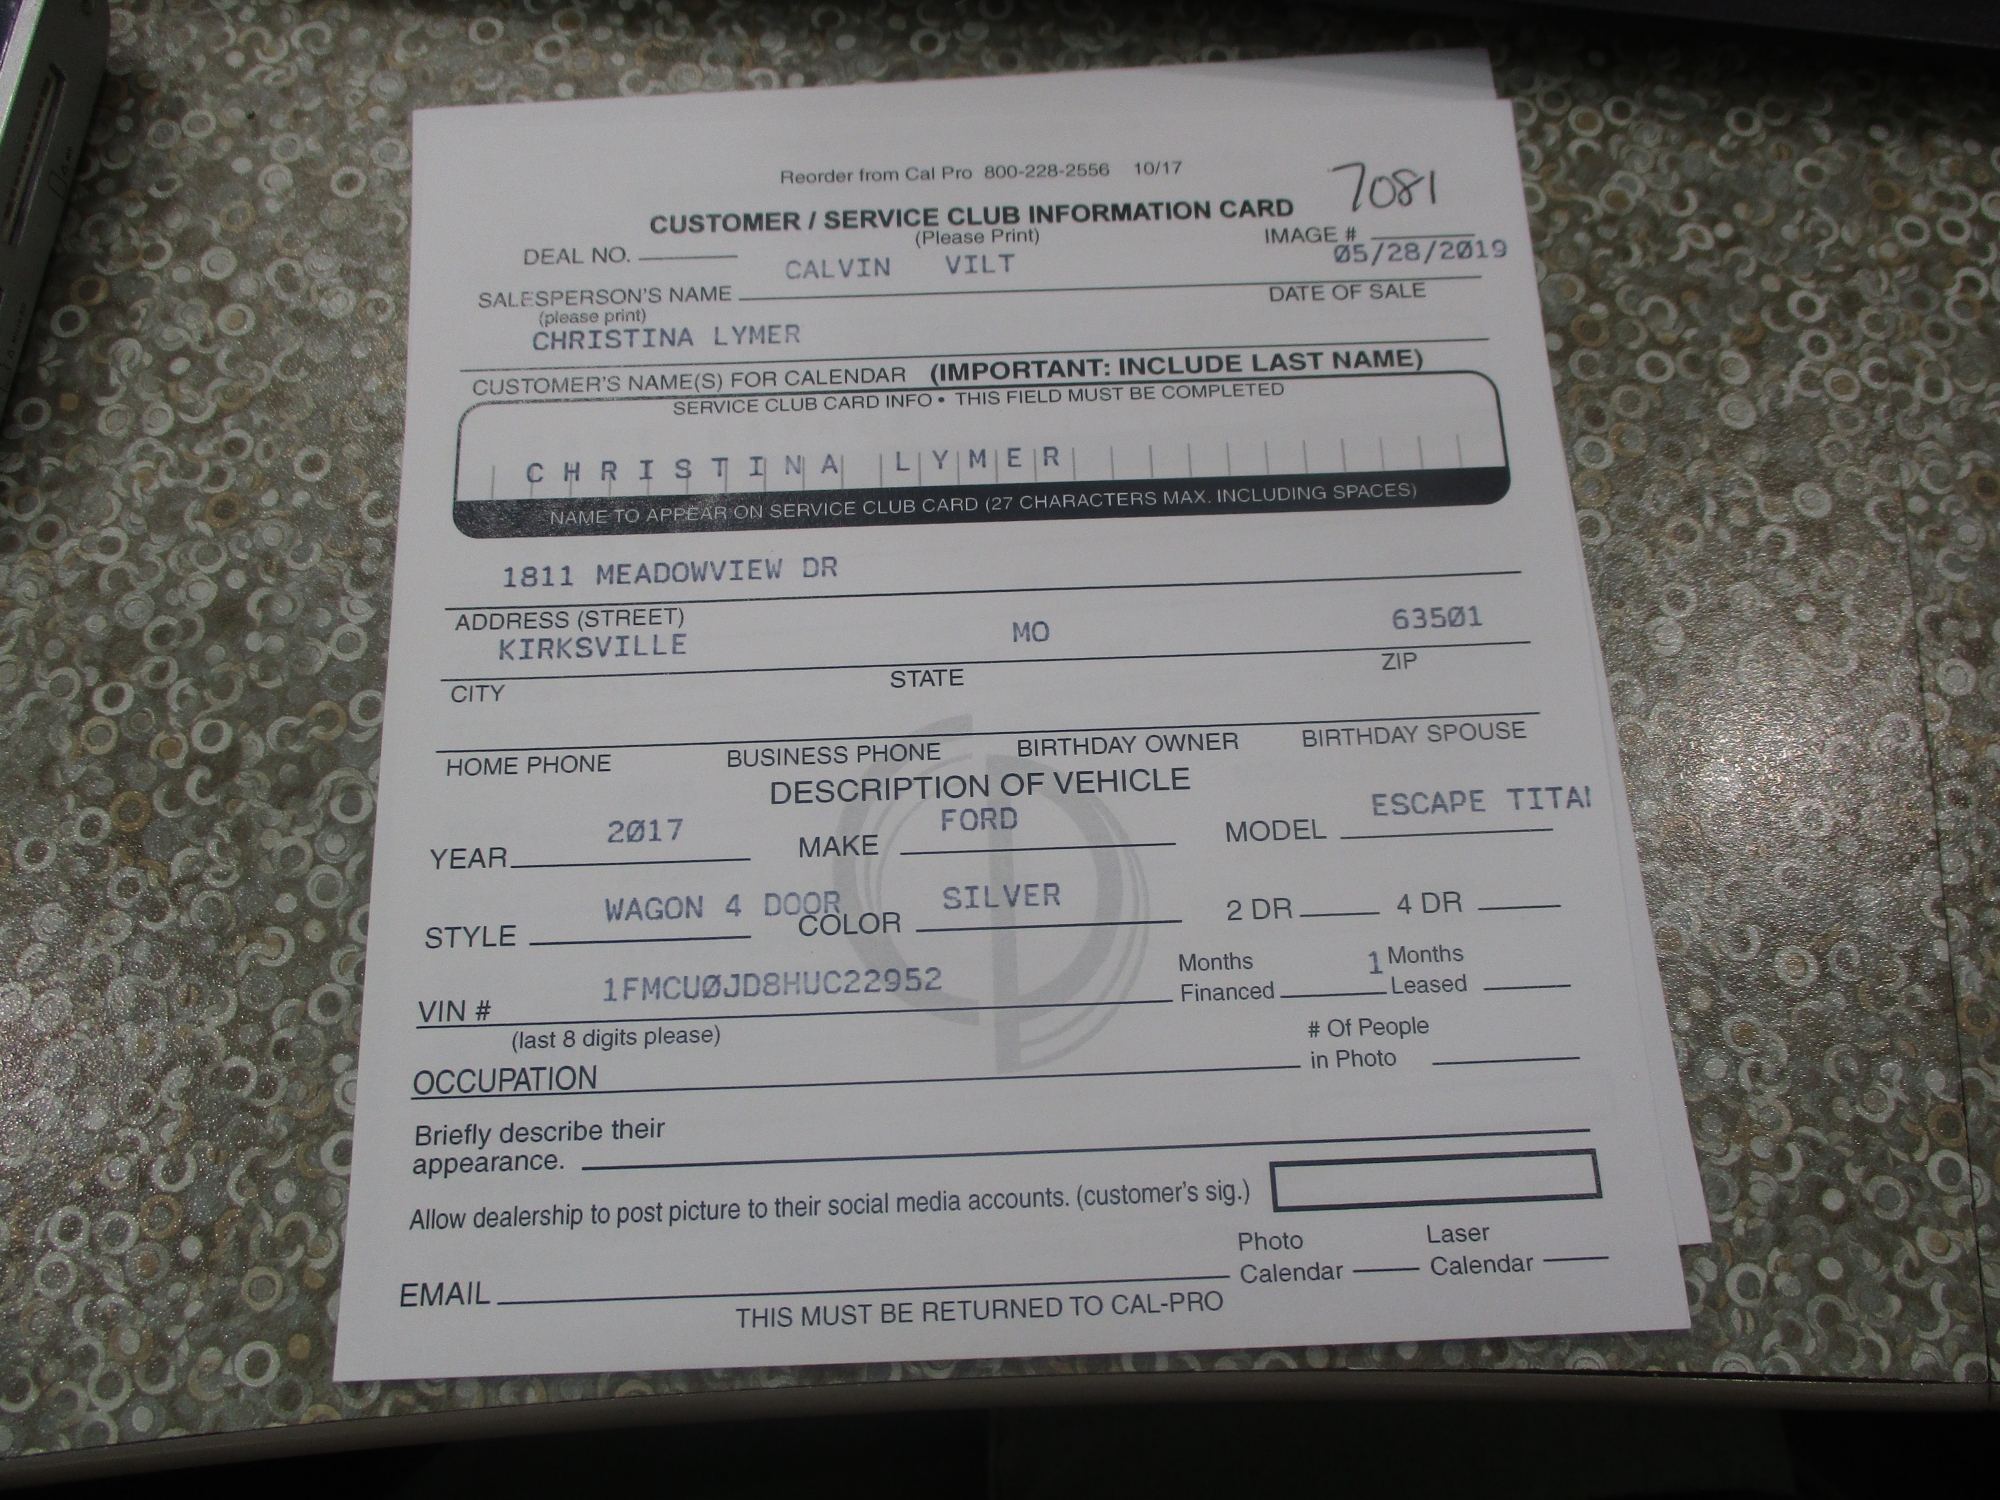 Reorder from Cal Pro 800-228-2556 10/17
7081
CUSTOMER / SERVICE CLUB INFORMATION CARD
(Please Print)
IMAGE #
DEAL NO.
05/28/2019
CALVIN VILT
SALESPERSON'S NAME DATE OF SALE
(please print)
CHRISTINA LYMER
CUSTOMER'S NAME(S) FOR CALENDAR (IMPORTANT: INCLUDE LAST NAME)
SERVICE CLUB CARD INFO • THIS FIELD MUST BE COMPLETED
CHRISTINA LYMER
NAME TO APPEAR ON SERVICE CLUB CARD (27 CHARACTERS MAX. INCLUDING SPACES)
1811 MEADOWVIEW DR
ADDRESS (STREET)
KIRKSVILLE MO 63501
CITY STATE ZIP
HOME PHONE BUSINESS PHONE BIRTHDAY OWNER BIRTHDAY SPOUSE
DESCRIPTION OF VEHICLE
YEAR 2017 MAKE FORD MODEL ESCAPE TITAI
STYLE WAGON 4 DOOR COLOR SILVER 2 DR 4 DR
VIN # 1FMCU0JD8HUC22952 Months Financed 1 Months Leased
(last 8 digits please)
OCCUPATION # Of People in Photo
Briefly describe their
appearance.
Allow dealership to post picture to their social media accounts. (customer's sig.)
EMAIL Photo Calendar Laser Calendar
THIS MUST BE RETURNED TO CAL-PRO